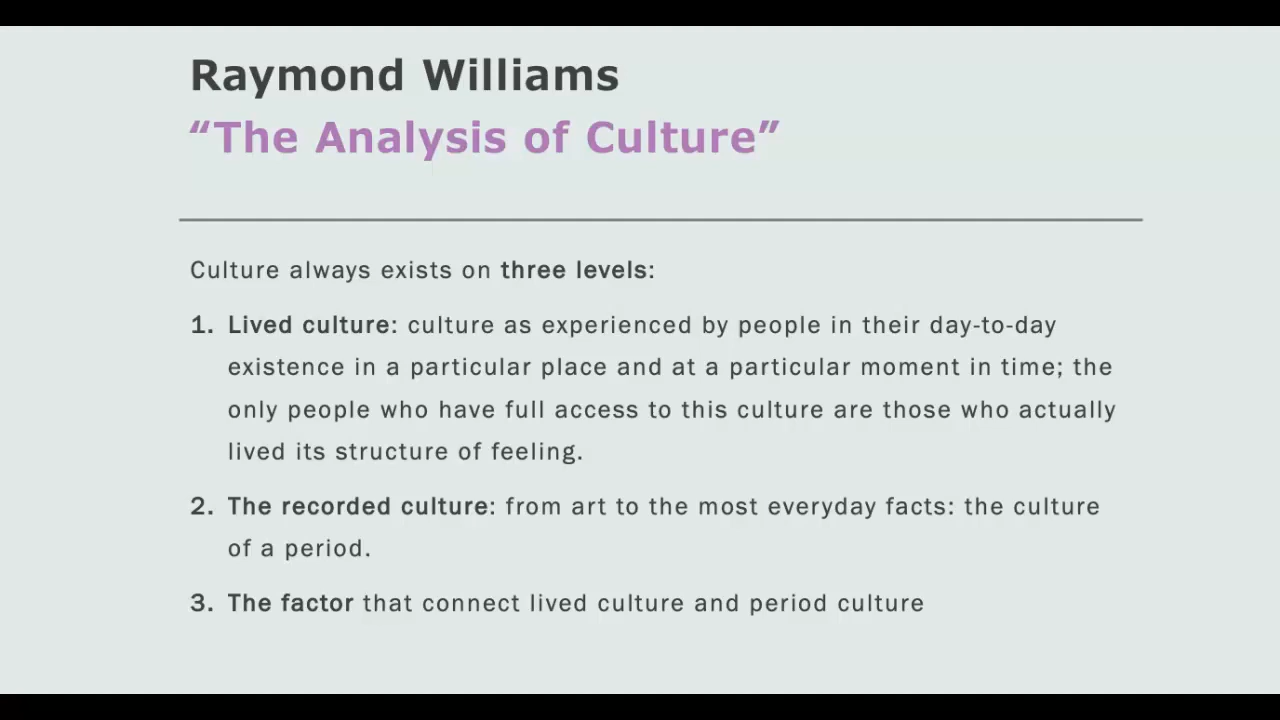 Raymond Williams
“The Analysis of Culture”
Culture always exists on three levels:
1. Lived culture: culture as experienced by people in their day-to-day
existence in a particular place and at a particular moment in time; the
only people who have full access to this culture are those who actually
lived its structure of feeling.
2. The recorded culture: from art to the most everyday facts: the culture
of a period.
3. The factor that connect lived culture and period culture